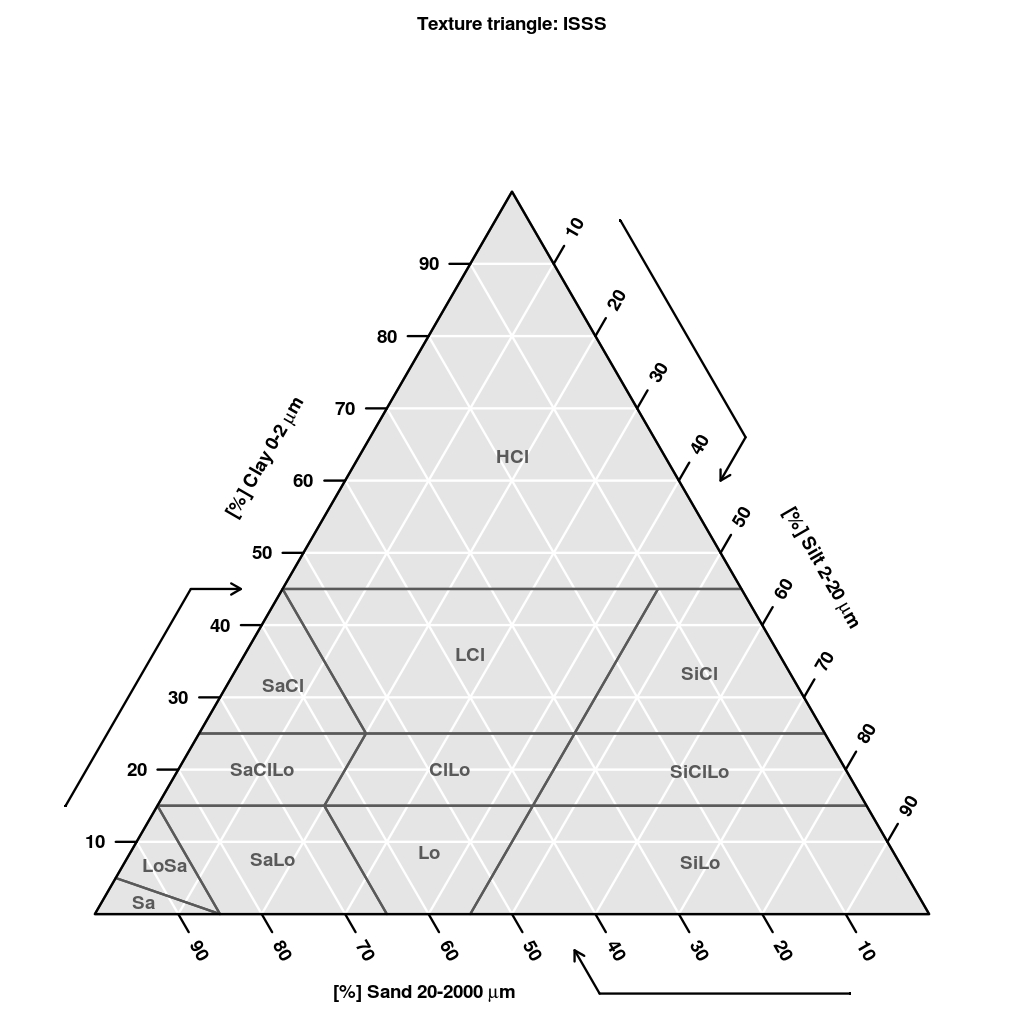 Texture triangle: ISSS
10
90
20
80
30
70
40
[%] Clay 0-2 µm
HCl
60
50
[%] Silt 2-20 µm
50
60
40
LCl
70
SiCl
SaCl
30
80
SaClLo
ClLo
SiClLo
20
90
10
LoSa
SaLo
Lo
SiLo
Sa
90
80
70
60
50
40
30
20
10
[%] Sand 20-2000 µm